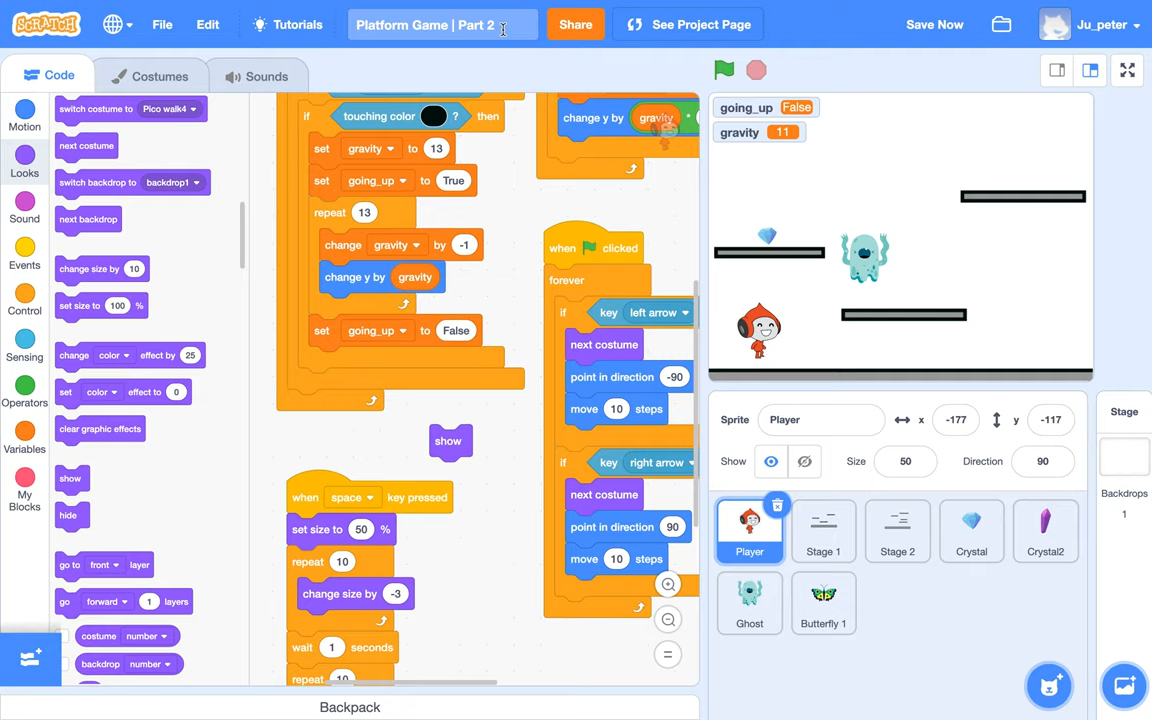 SCRATCH File Edit Tutorials Platform Game | Part 2 Share See Project Page Save Now Ju_peter
Code Costumes Sounds
Motion
Looks
Sound
Events
Control
Sensing
Operators
Variables
My
Blocks
switch costume to Pico walk4
next costume
switch backdrop to backdrop1
next backdrop
change size by 10
set size to 100 %
change color effect by 25
set color effect to 0
clear graphic effects
show
hide
go to front layer
go forward 1 layers
costume number
backdrop number
if touching color ? then
set gravity to 13
set going_up to True
repeat 13
change gravity by -1
change y by gravity
set going_up to False
show
when space key pressed
set size to 50 %
repeat 10
change size by -3
wait 1 seconds
repeat 10
change y by gravity *
when clicked
forever
if key left arrow
next costume
point in direction -90
move 10 steps
if key right arrow
next costume
point in direction 90
move 10 steps
Backpack
going_up False
gravity 11
Sprite Player x -177 y -117
Show Size 50 Direction 90
Player Stage 1 Stage 2 Crystal Crystal2
Ghost Butterfly 1
Stage
Backdrops
1